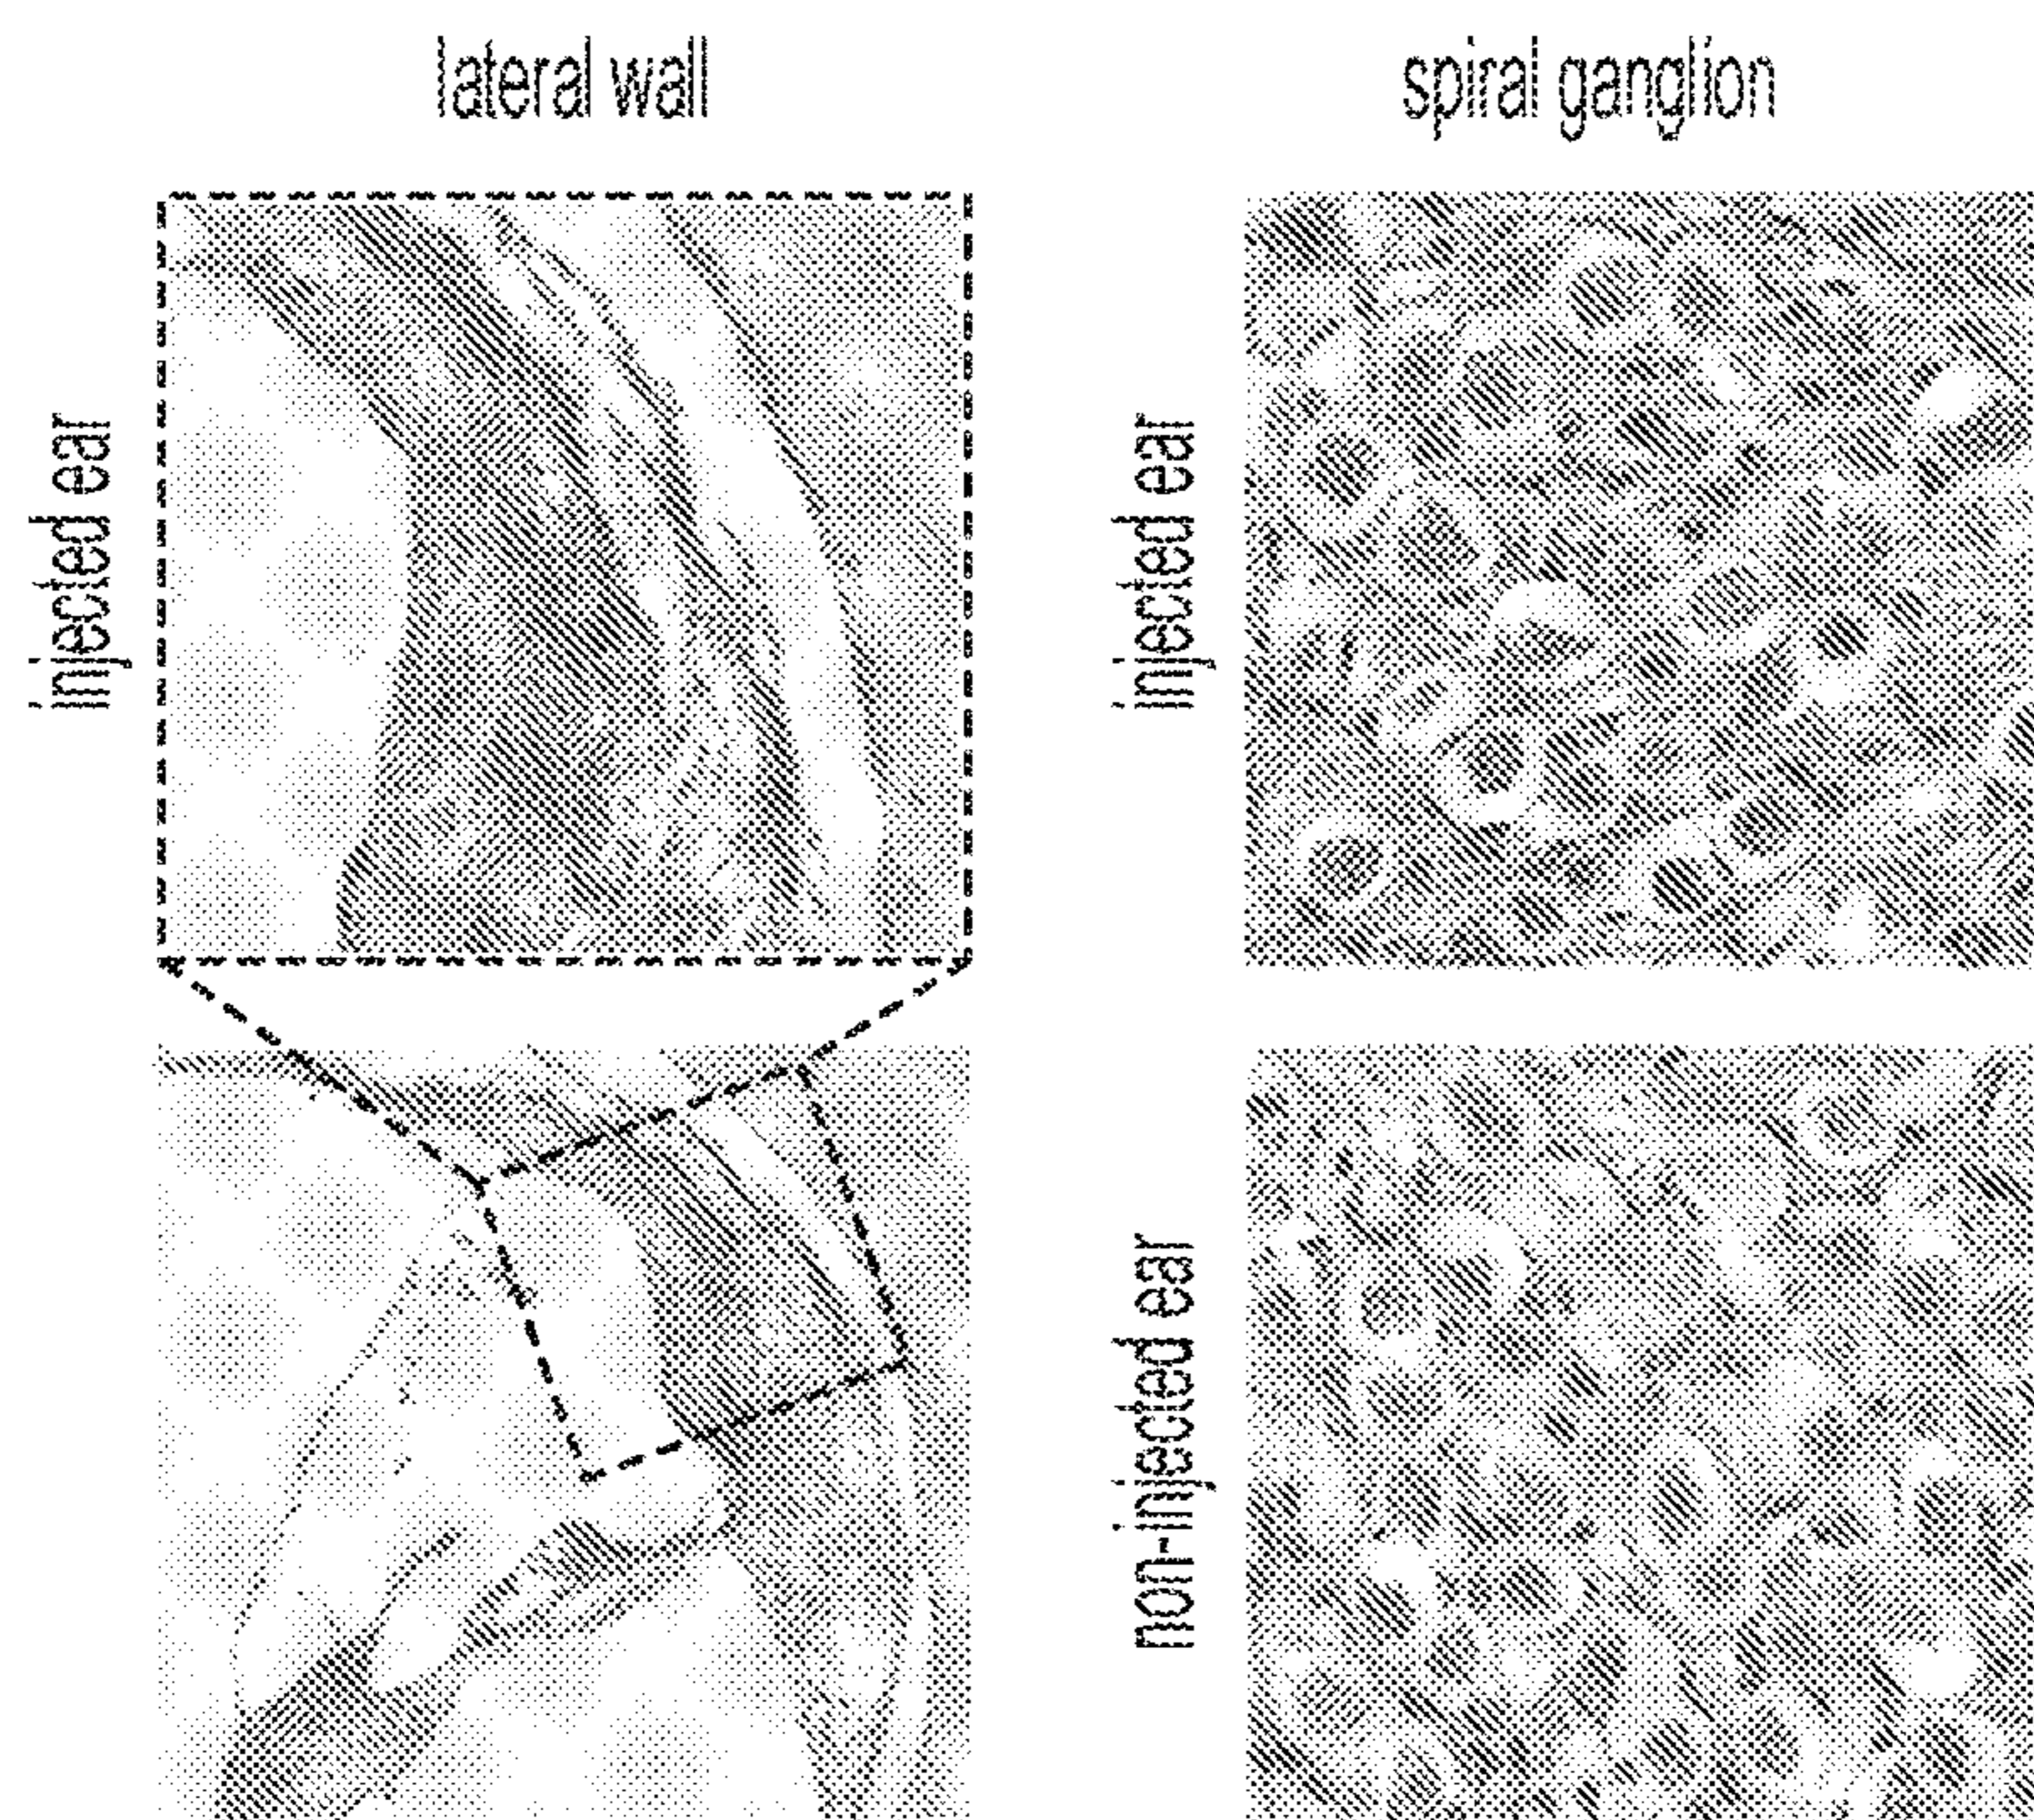 lateral wall
spiral ganglion
injected ear
injected ear
non-injected ear